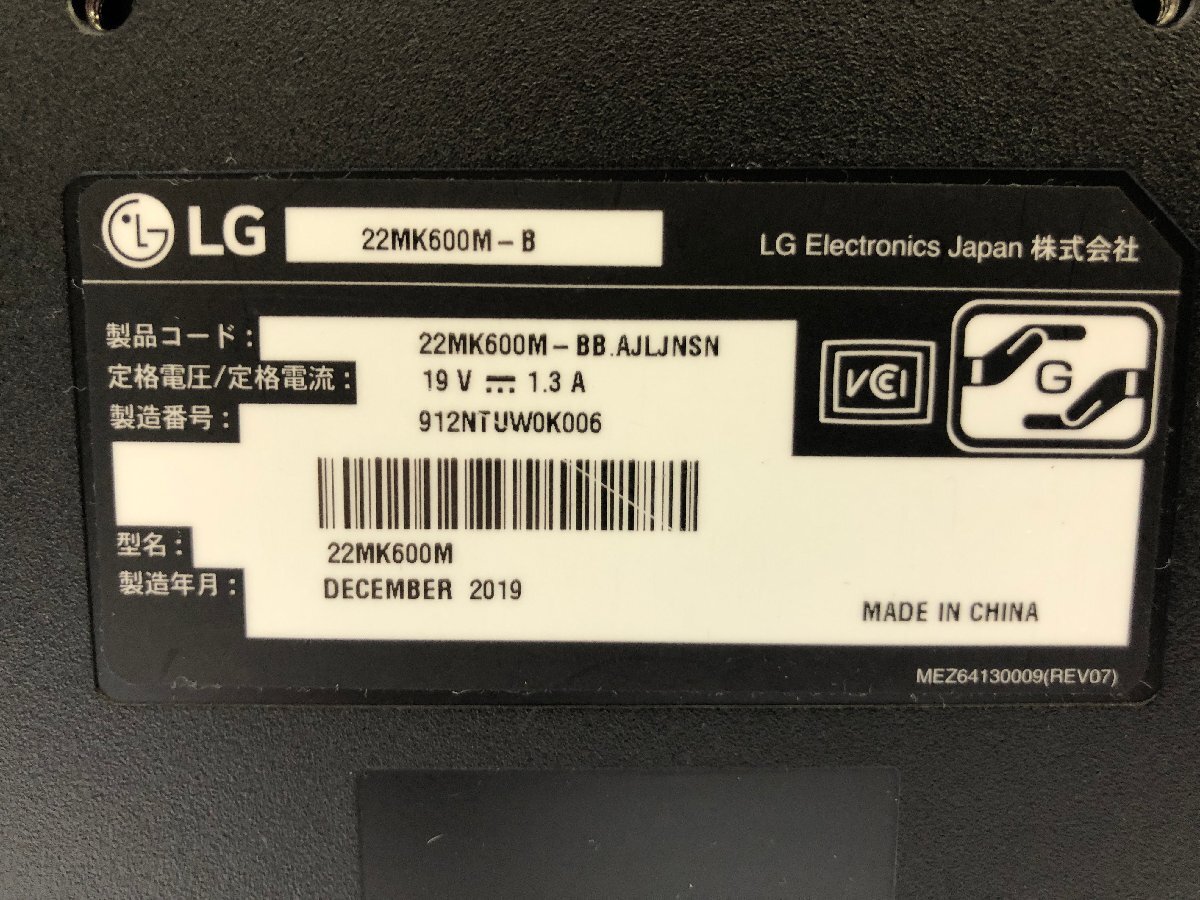 LG 22MK600M-B LG Electronics Japan 株式会社
製品コード： 22MK600M-BB.AJLJNSN
定格電圧/定格電流： 19 V ⎓ 1.3 A
製造番号： 912NTUW0K006
VCI
G
型名： 22MK600M
製造年月： DECEMBER 2019
MADE IN CHINA
MEZ64130009(REV07)